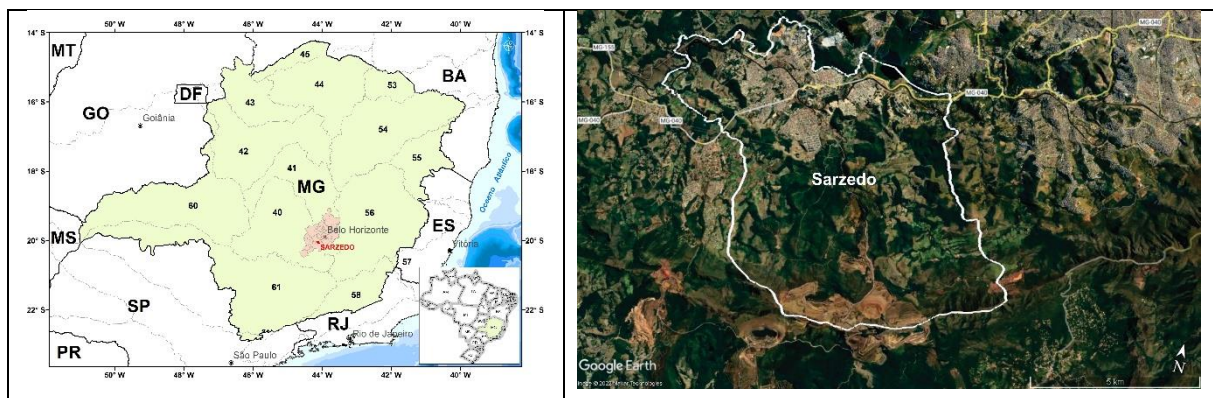 14° S
16° S
18° S
20° S
22° S
50° W
48° W
46° W
44° W
42° W
40° W
14° S
16° S
18° S
20° S
22° S
50° W
48° W
46° W
44° W
42° W
40° W
MT
DF
GO
Goiânia
BA
45
44
53
43
54
42
55
41
MG
60
40
56
Belo Horizonte
SARZEDO
ES
Vitória
MS
57
61
58
SP
RJ
Rio de Janeiro
São Paulo
PR
Oceano Atlântico
MG-155
MG-040
MG-040
MG-040
MG-040
MG-040
Sarzedo
Google Earth
5 km
N